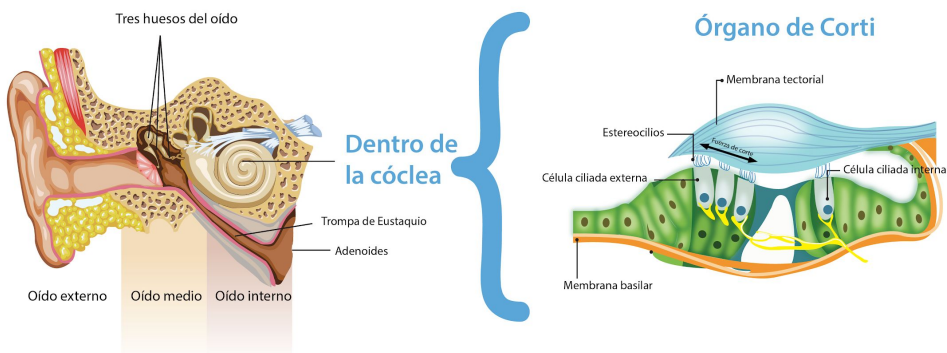 Tres huesos del oído
Dentro de
la cóclea
Trompa de Eustaquio
Adenoides
Oído externo
Oído medio
Oído interno
Órgano de Corti
Membrana tectorial
Estereocilios
Fuerza de corte
Célula ciliada externa
Célula ciliada interna
Membrana basilar